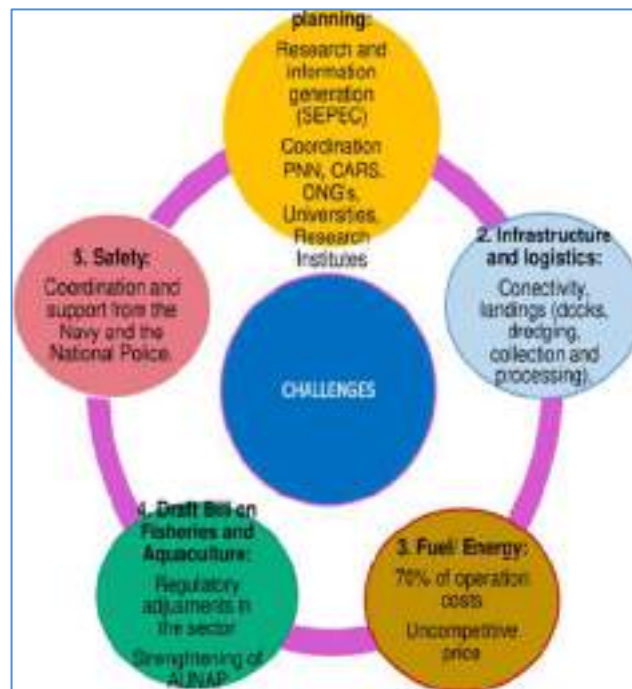 planning:
Research and
information
generation
(SEPEC)
Coordination
PNN, CARS,
ONG's,
Universities,
Research
Institutes
2. Infrastructure
and logistics:
Conectivity,
landings (docks,
dredging,
collection and
processing).
3. Fuel/ Energy:
70% of operation
costs
Uncompetitive
price
4. Draft Bill on
Fisheries and
Aquaculture:
Regulatory
adjusments in
the sector
Strenghtening of
AUNAP
5. Safety:
Coordination and
support from the
Navy and the
National Police.
CHALLENGES